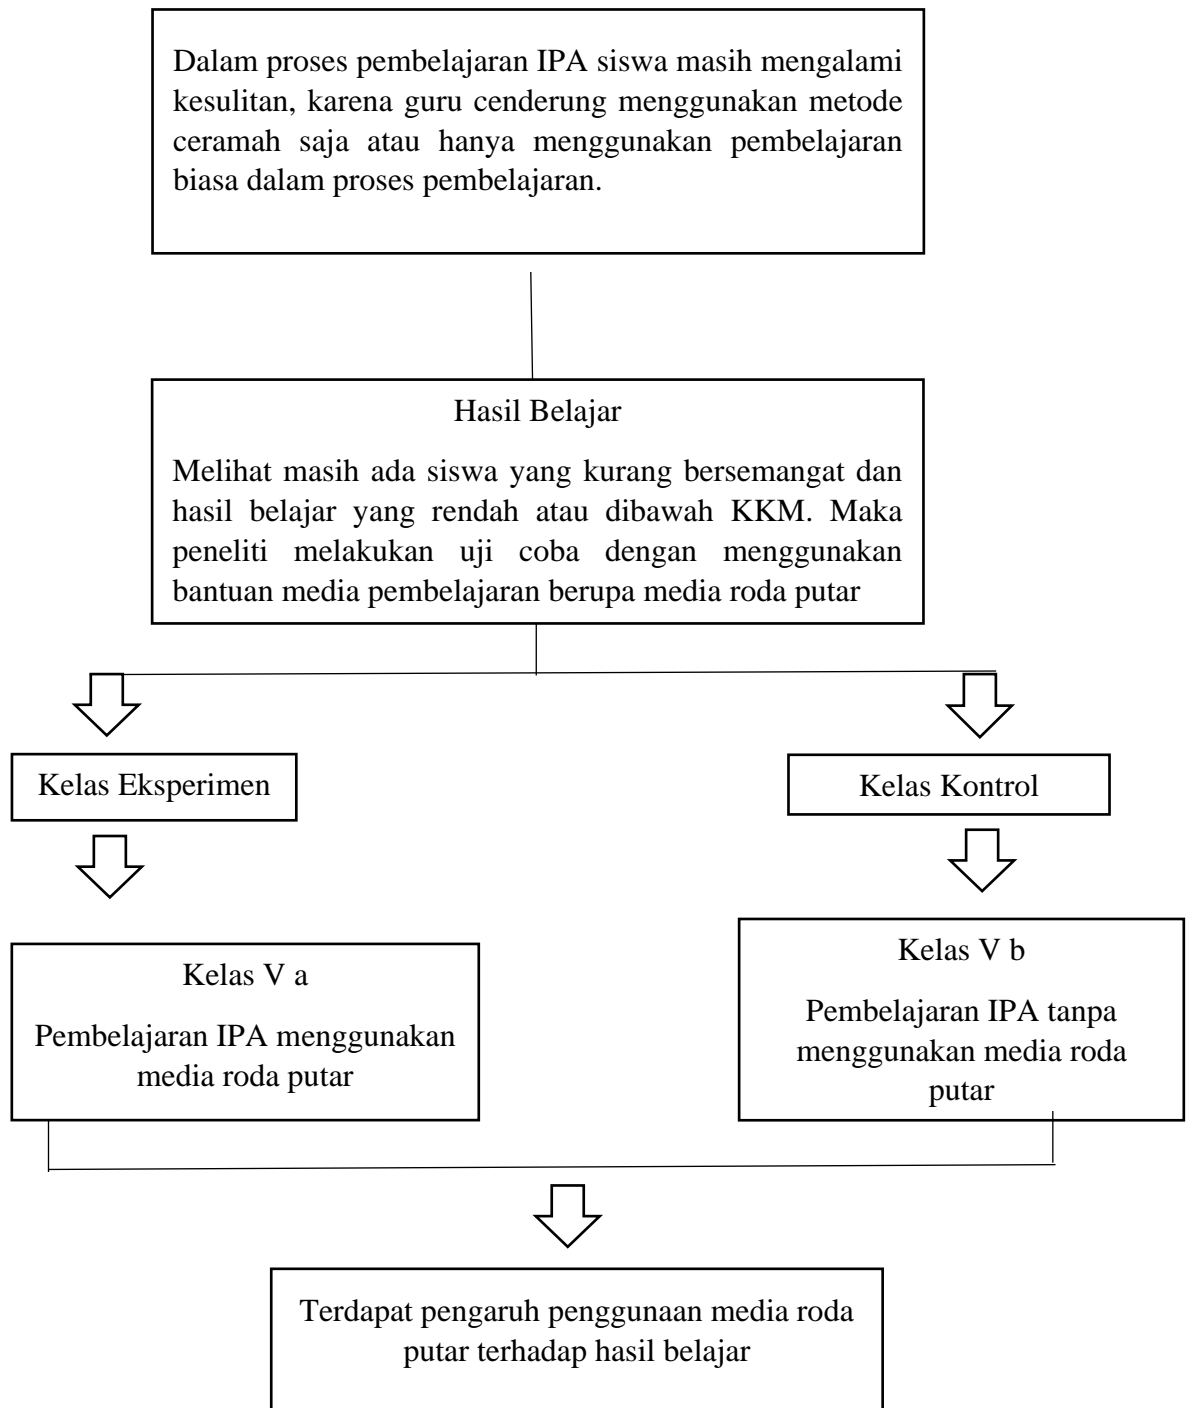 Dalam proses pembelajaran IPA siswa masih mengalami
kesulitan, karena guru cenderung menggunakan metode
ceramah saja atau hanya menggunakan pembelajaran
biasa dalam proses pembelajaran.
Hasil Belajar
Melihat masih ada siswa yang kurang bersemangat dan
hasil belajar yang rendah atau dibawah KKM. Maka
peneliti melakukan uji coba dengan menggunakan
bantuan media pembelajaran berupa media roda putar
Kelas Eksperimen
Kelas Kontrol
Kelas V a
Pembelajaran IPA menggunakan
media roda putar
Kelas V b
Pembelajaran IPA tanpa
menggunakan media roda
putar
Terdapat pengaruh penggunaan media roda
putar terhadap hasil belajar